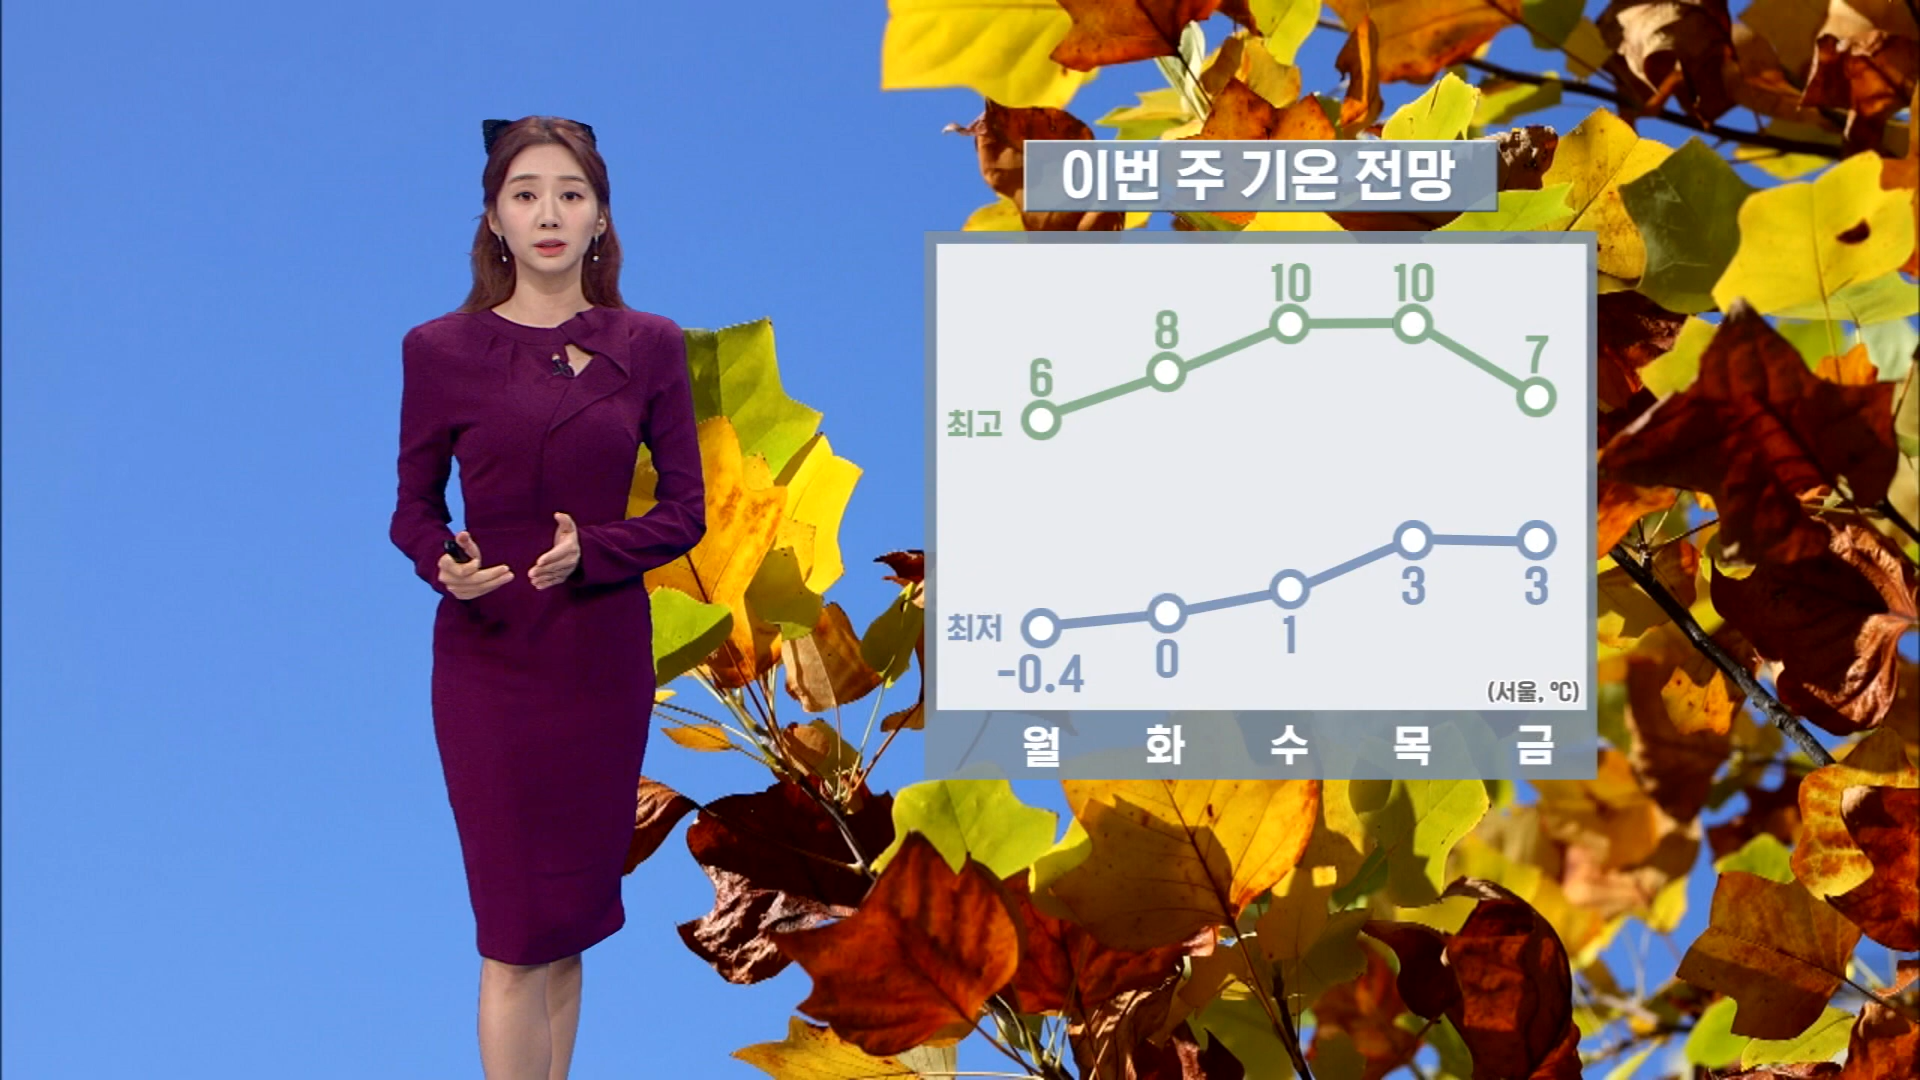 이번 주 기온 전망
6 8 10 10 7
최고
최저
-0.4 0 1 3 3
(서울, ℃)
월 화 수 목 금